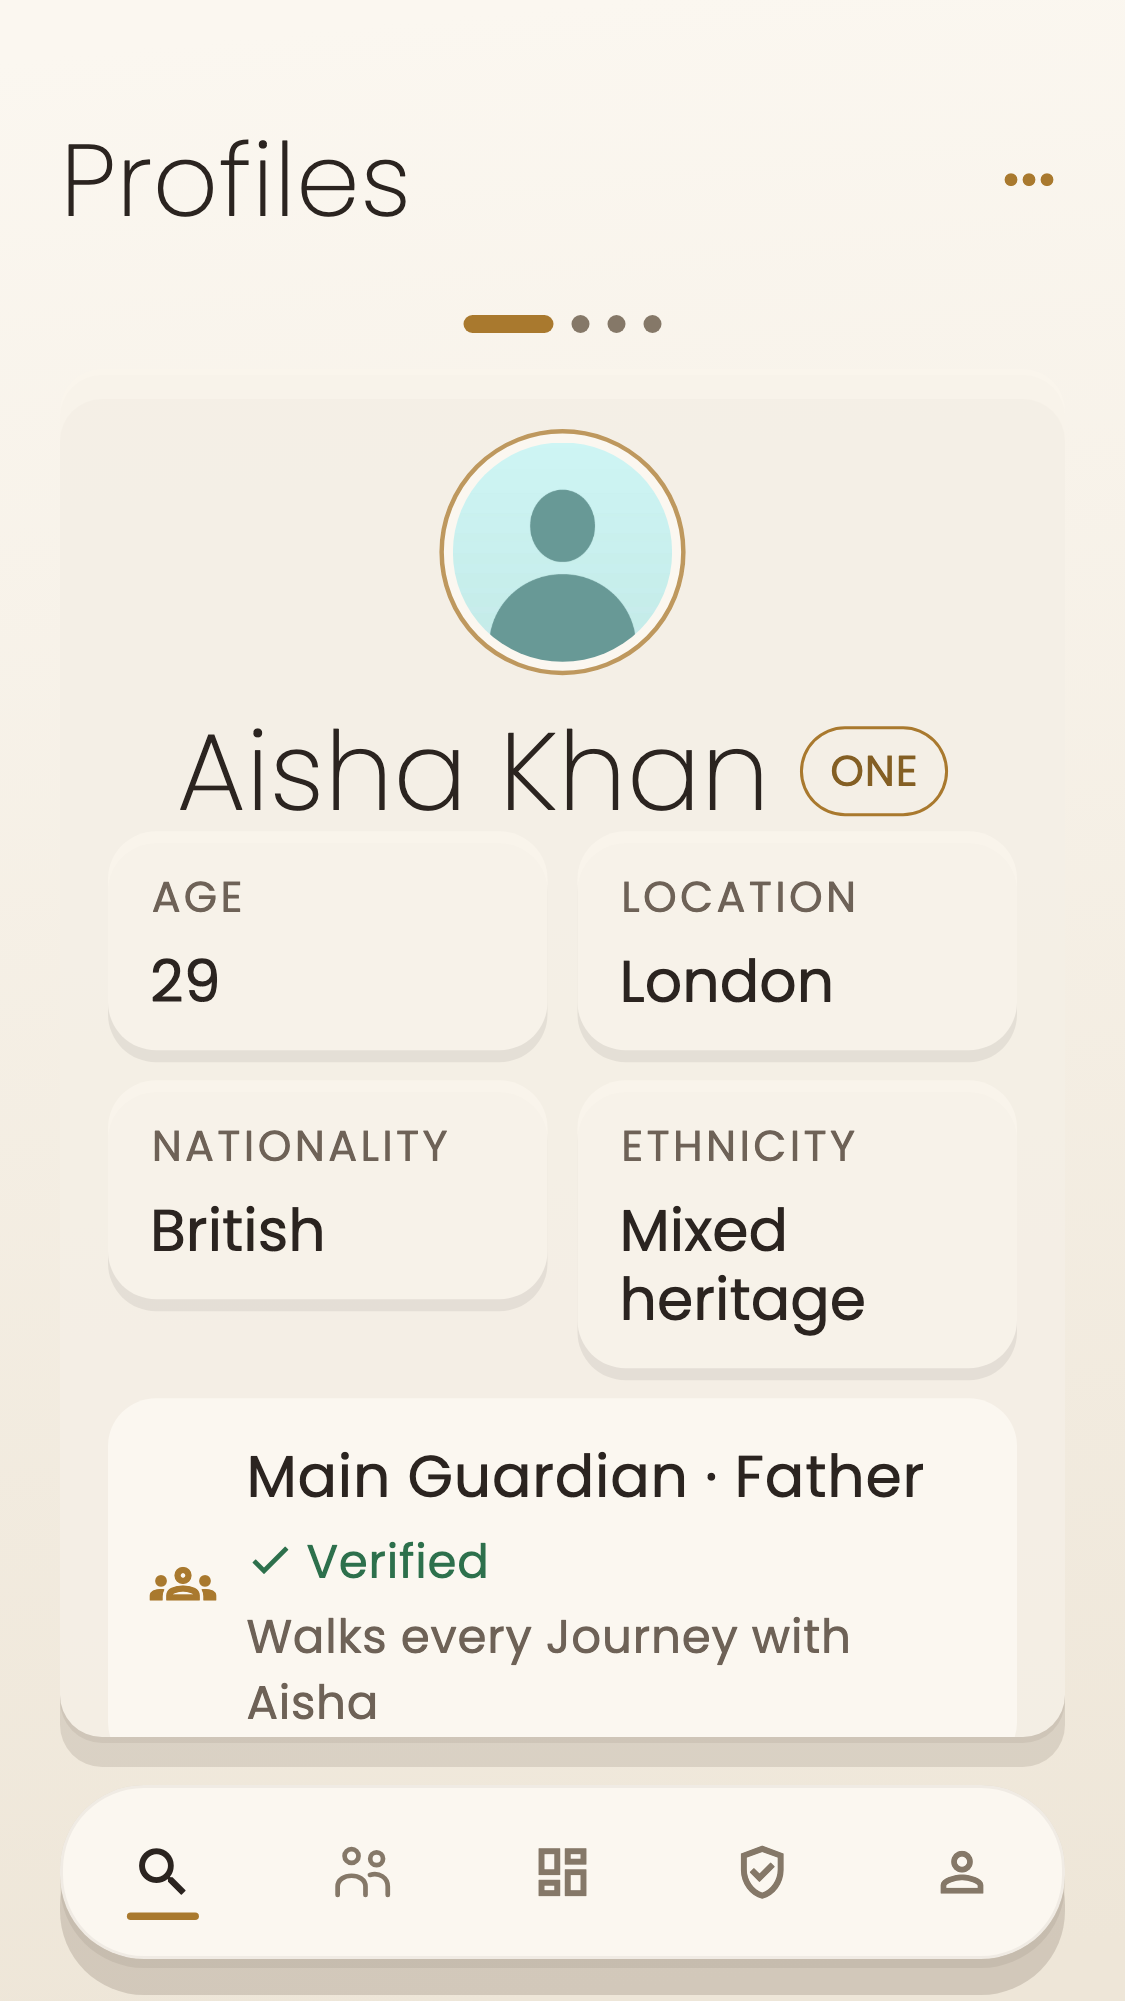 Profiles
Aisha Khan ONE
AGE
29
LOCATION
London
NATIONALITY
British
ETHNICITY
Mixed
heritage
Main Guardian · Father
Verified
Walks every Journey with
Aisha